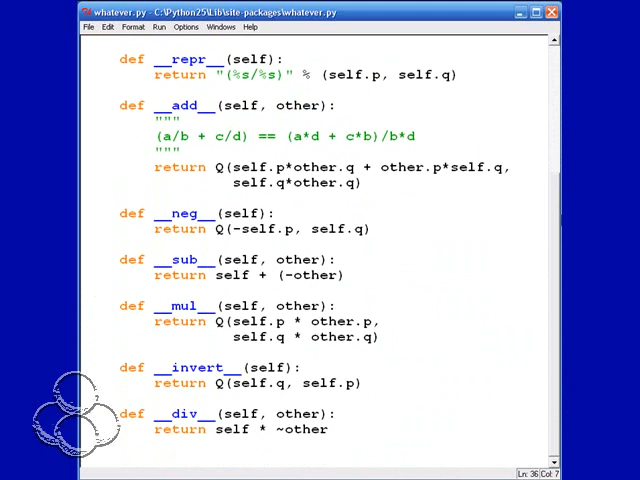 whatever.py - C:\Python25\Lib\site-packages\whatever.py
File Edit Format Run Options Windows Help
def __repr__(self):
return "(%s/%s)" % (self.p, self.q)
def __add__(self, other):
"""
(a/b + c/d) == (a*d + c*b)/b*d
"""
return Q(self.p*other.q + other.p*self.q,
self.q*other.q)
def __neg__(self):
return Q(-self.p, self.q)
def __sub__(self, other):
return self + (-other)
def __mul__(self, other):
return Q(self.p * other.p,
self.q * other.q)
def __invert__(self):
return Q(self.q, self.p)
def __div__(self, other):
return self * ~other
Ln: 36 Col: 7